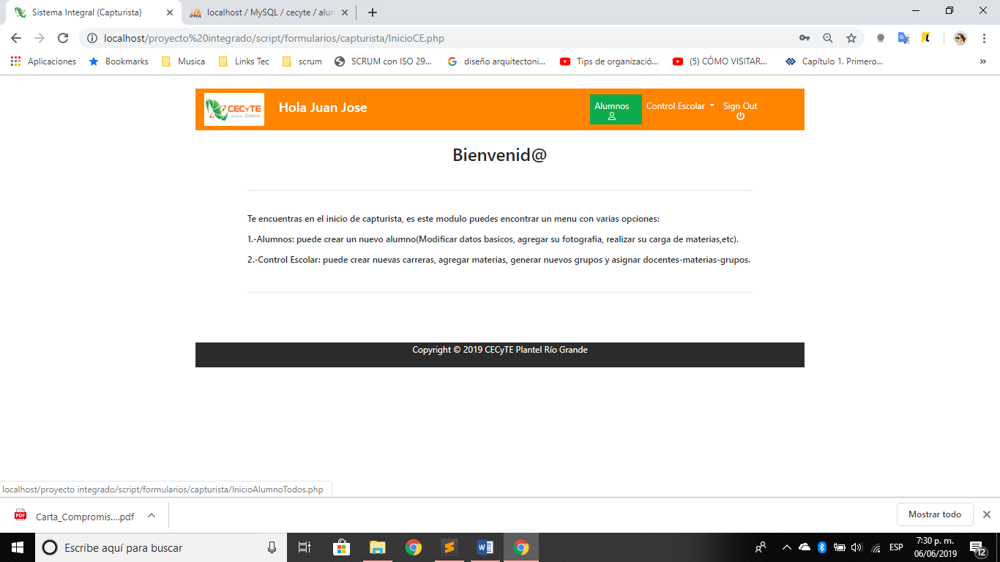 Sistema Integral (Capturista)
localhost / MySQL / cecyte / alun
localhost/proyecto%20integrado/script/formularios/capturista/InicioCE.php
Aplicaciones
Bookmarks
Musica
Links Tec
scrum
SCRUM con ISO 29...
diseño arquitectoni...
Tips de organizació...
(5) CÓMO VISITAR...
Capítulo 1. Primero...
»
CECyTE
Hola Juan Jose
Alumnos
Control Escolar
Sign Out
Bienvenid@
Te encuentras en el inicio de capturista, es este modulo puedes encontrar un menu con varias opciones:
1.-Alumnos: puede crear un nuevo alumno(Modificar datos basicos, agregar su fotografia, realizar su carga de materias,etc).
2.-Control Escolar: puede crear nuevas carreras, agregar materias, generar nuevos grupos y asignar docentes-materias-grupos.
Copyright © 2019 CECyTE Plantel Río Grande
localhost/proyecto integrado/script/formularios/capturista/InicioAlumnoTodos.php
PDF
Carta_Compromis....pdf
Mostrar todo
Escribe aquí para buscar
ESP
7:30 p. m.
06/06/2019
12